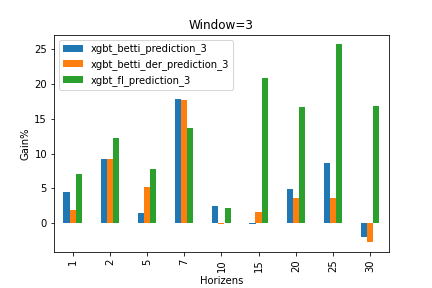 Window=3
xgbt_betti_prediction_3
xgbt_betti_der_prediction_3
xgbt_fl_prediction_3
Gain%
25
20
15
10
5
0
1 2 5 7 10 15 20 25 30
Horizens